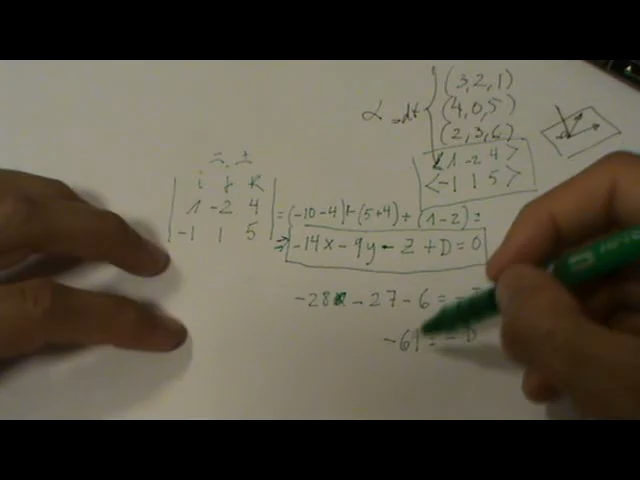 α dt { (3,2,1)
(4,0,5)
(2,3,6)
<1 -2 4>
<-1 1 5>
- +
i j k
1 -2 4
-1 1 5
= (-10-4)i-(5+4)+(1-2)=
=> -14x-9y-z+D=0
-28-27-6=-D
-61=-D